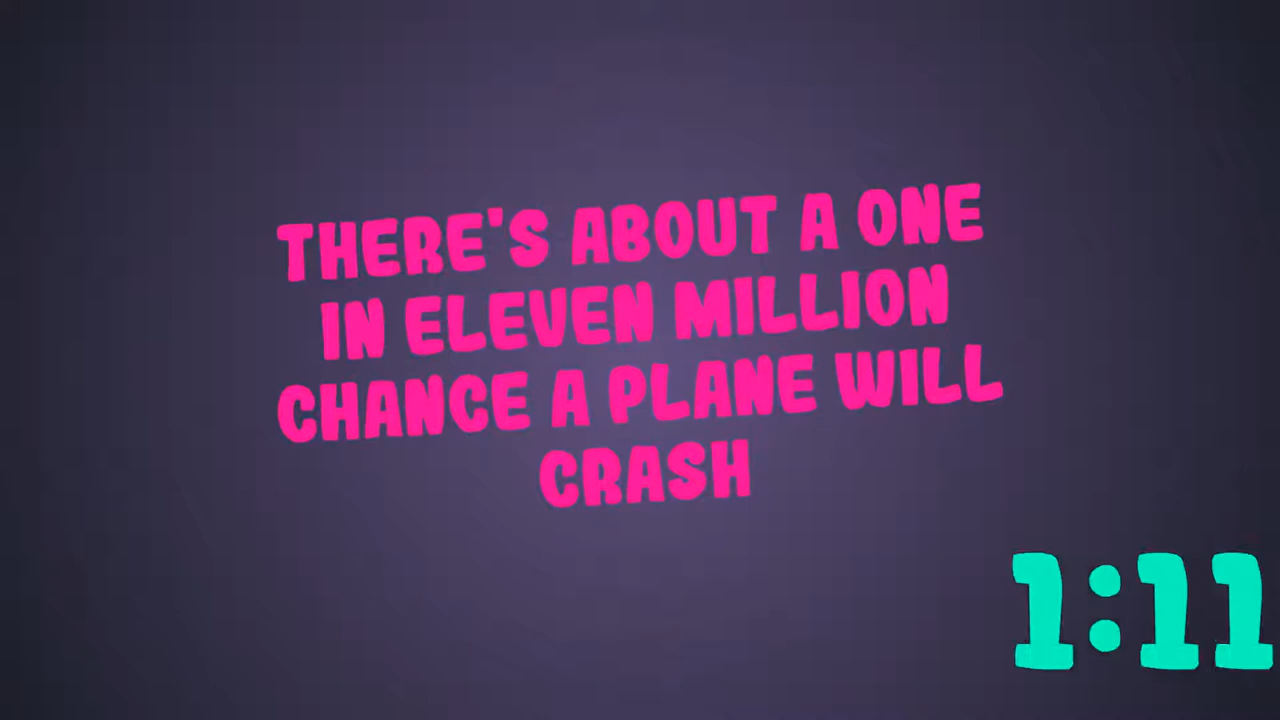 THERE'S ABOUT A ONE
IN ELEVEN MILLION
CHANCE A PLANE WILL
CRASH
1:11